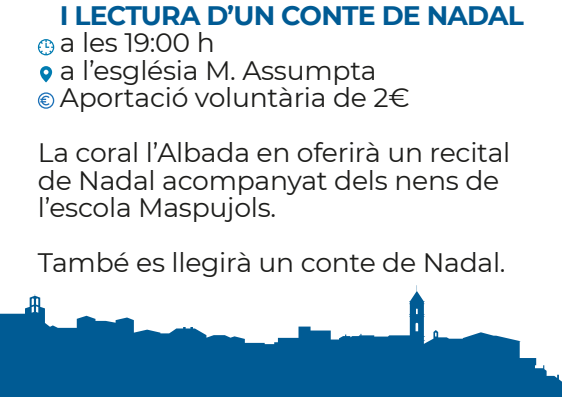 I LECTURA D’UN CONTE DE NADAL
a les 19:00 h
a l’església M. Assumpta
€ Aportació voluntària de 2€
La coral l’Albada en oferirà un recital
de Nadal acompanyat dels nens de
l’escola Maspujols.
També es llegirà un conte de Nadal.